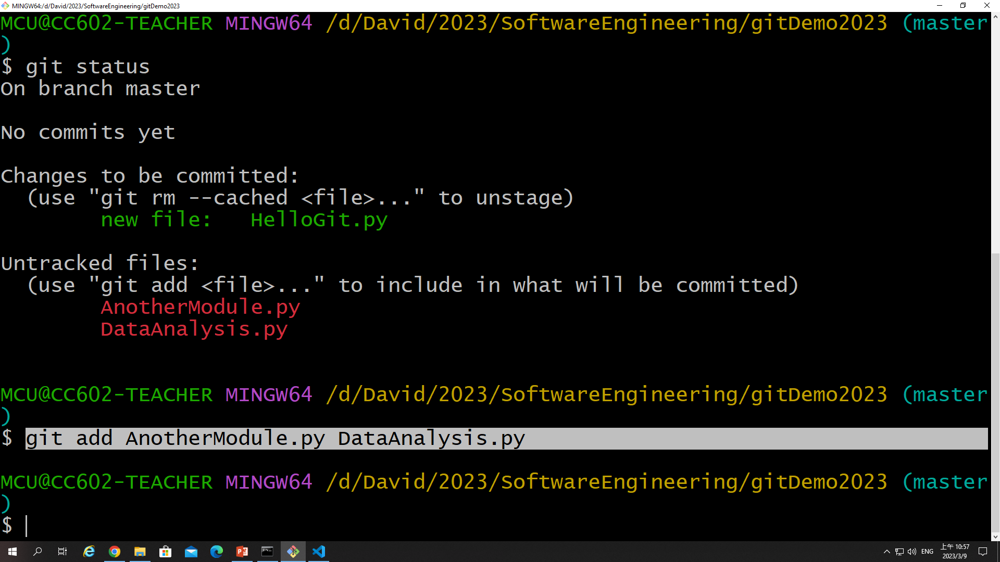 MINGW64:/d/David/2023/SoftwareEngineering/gitDemo2023
MCU@CC602-TEACHER MINGW64 /d/David/2023/SoftwareEngineering/gitDemo2023 (master
)
$ git status
On branch master
No commits yet
Changes to be committed:
  (use "git rm --cached <file>..." to unstage)
        new file:   HelloGit.py
Untracked files:
  (use "git add <file>..." to include in what will be committed)
        AnotherModule.py
        DataAnalysis.py
MCU@CC602-TEACHER MINGW64 /d/David/2023/SoftwareEngineering/gitDemo2023 (master
)
$ git add AnotherModule.py DataAnalysis.py
MCU@CC602-TEACHER MINGW64 /d/David/2023/SoftwareEngineering/gitDemo2023 (master
)
$
ENG
上午 10:57
2023/3/9